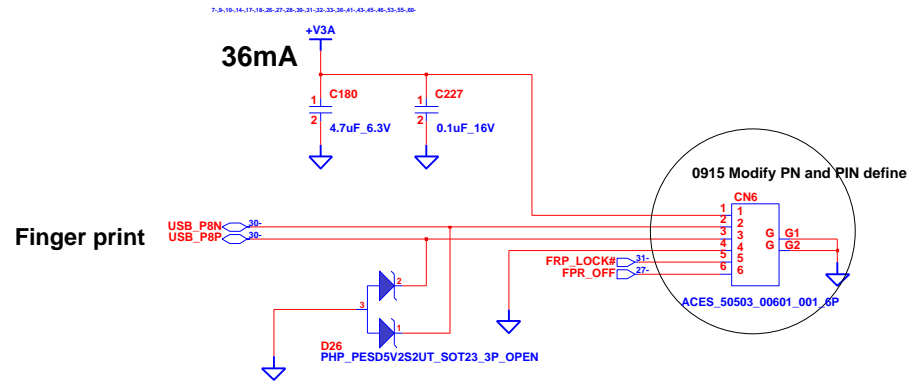 7-,9-,10-,14-,17-,18-,26-,27-,28-,30-,31-,32-,33-,36-,41-,43-,45-,46-,53-,55-,60-
+V3A
36mA
C180
1
2
4.7uF_6.3V
C227
1
2
0.1uF_16V
0915 Modify PN and PIN define
CN6
1 1
2 2
3 3
4 4
5 5
6 6
G G1
G G2
Finger print
USB_P8N 30-
USB_P8P 30-
FRP_LOCK# 31-
FPR_OFF 27-
ACES_50503_00601_001_6P
2
3
1
D26
PHP_PESD5V2S2UT_SOT23_3P_OPEN